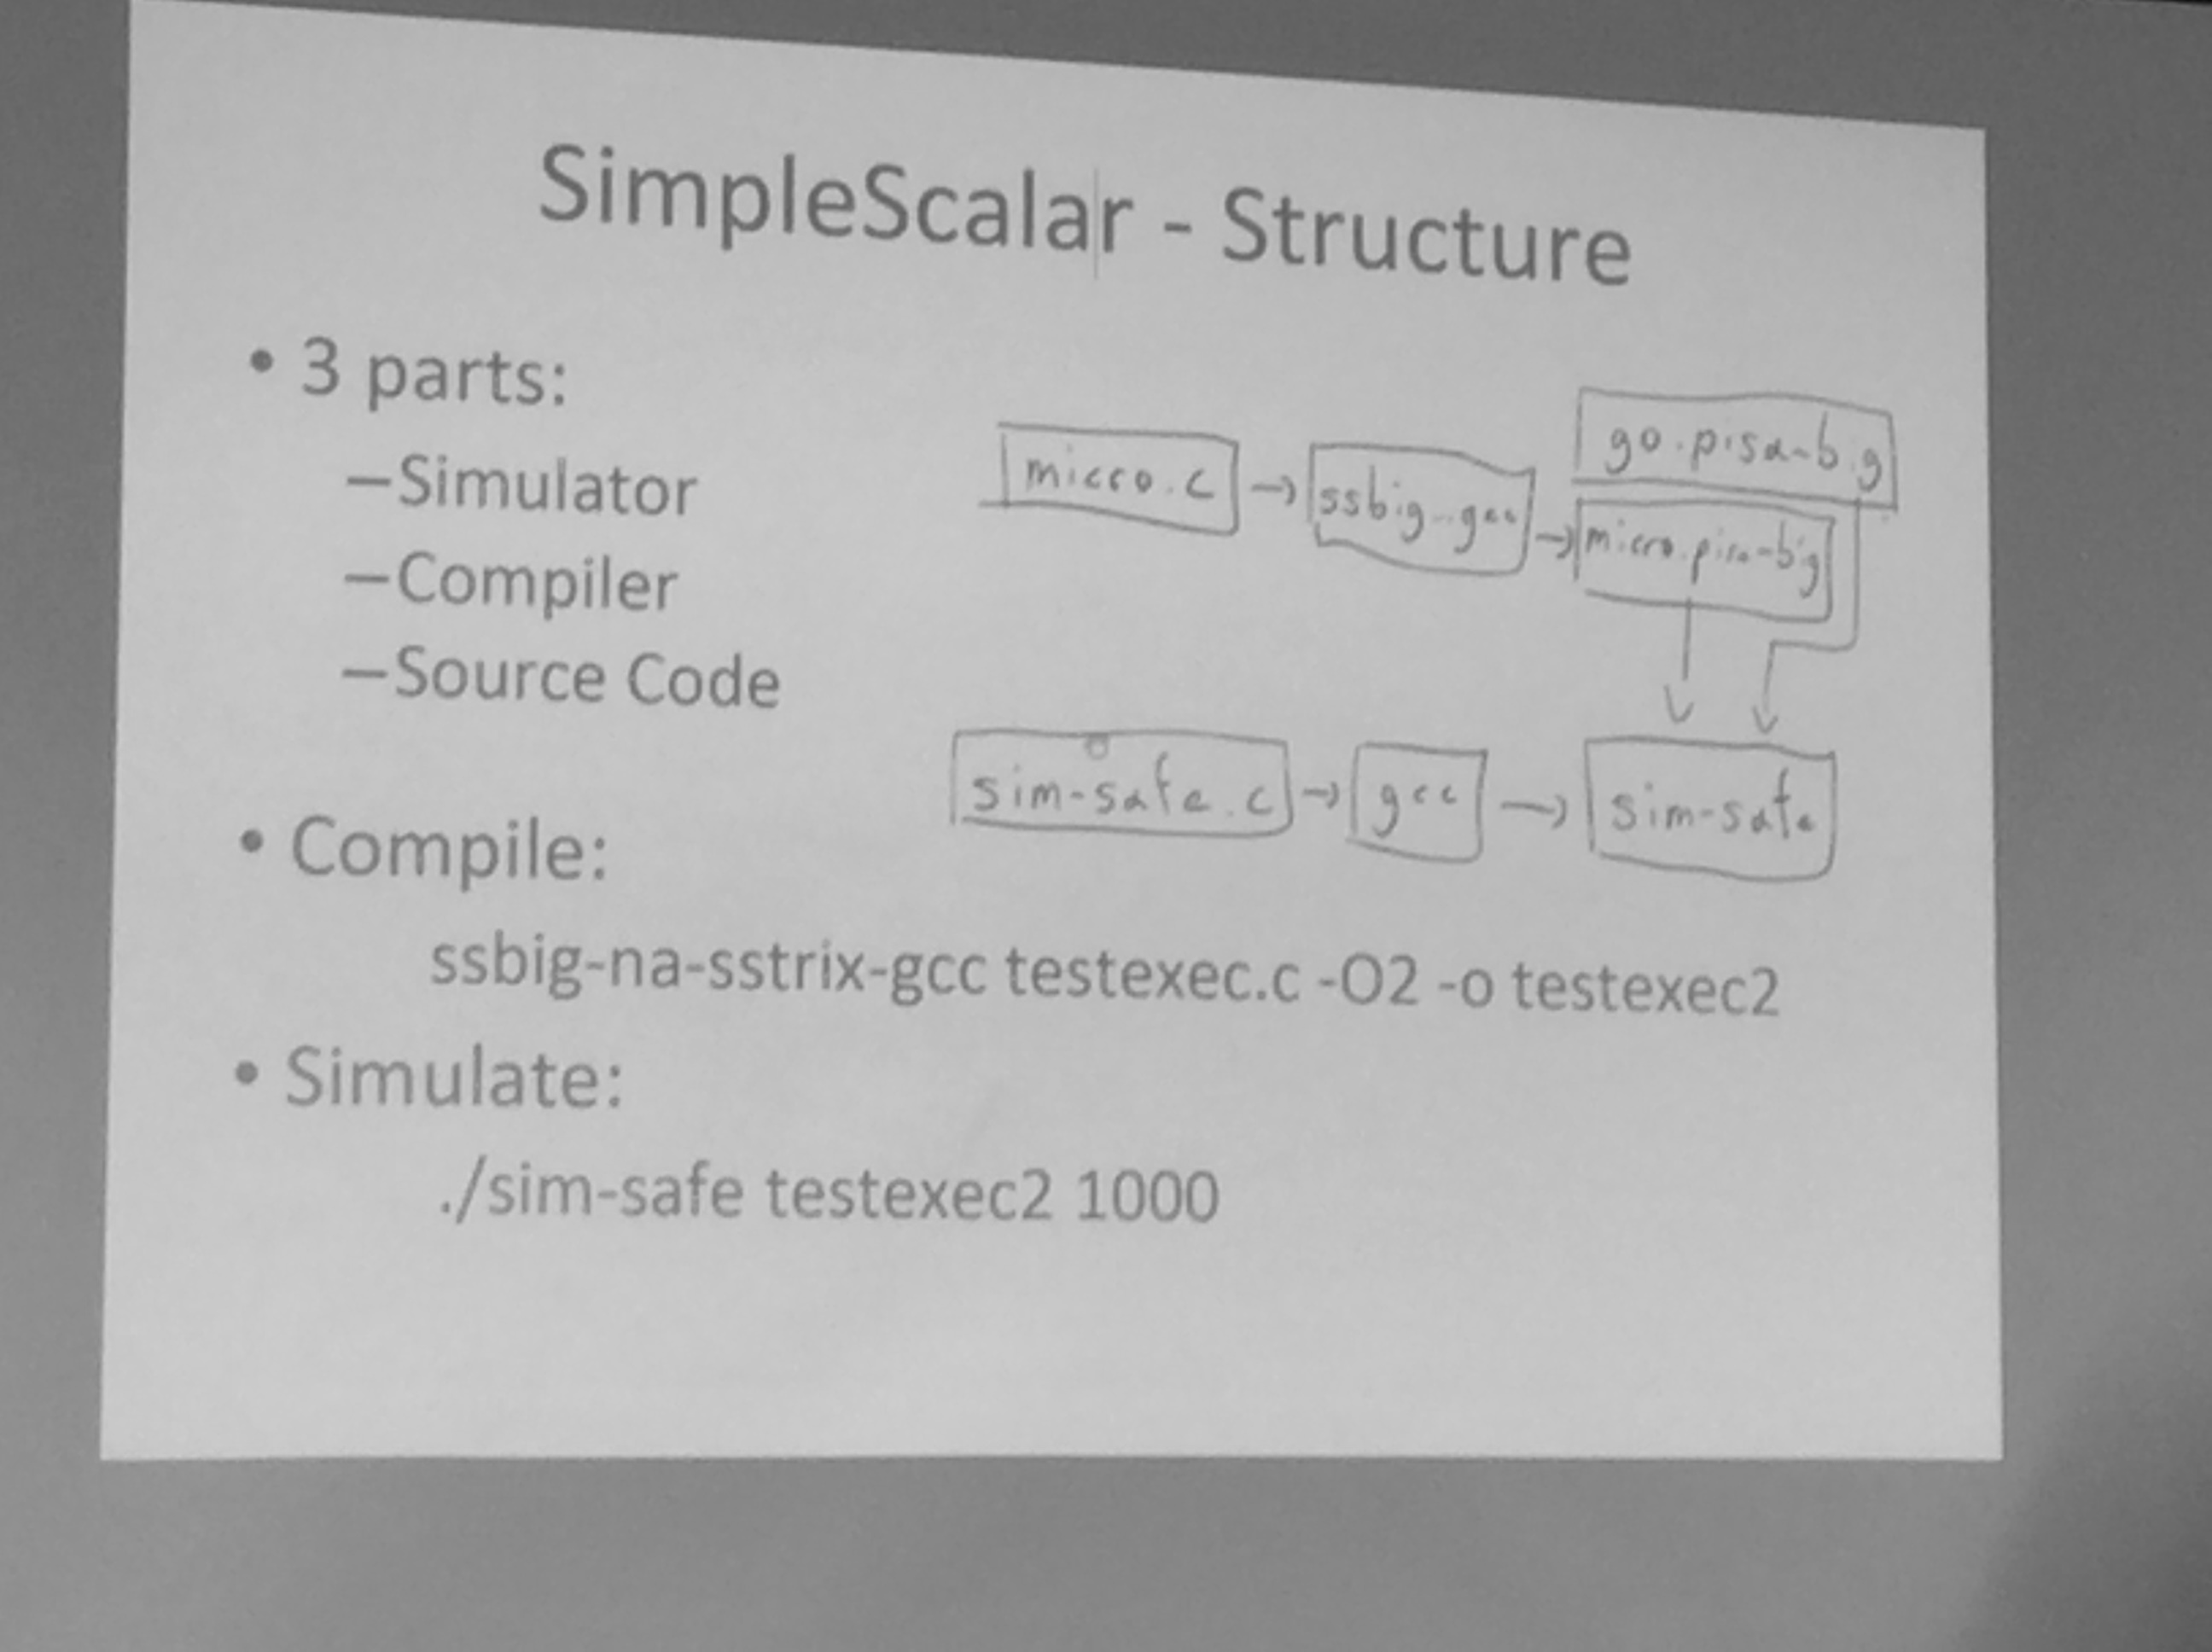 SimpleScalar - Structure
• 3 parts:
–Simulator
–Compiler
–Source Code
micro.c → ssbig-gcc → micro.pisa-big
go.pisa-big
sim-safe.c → gcc → sim-safe
• Compile:
ssbig-na-sstrix-gcc testexec.c -O2 -o testexec2
• Simulate:
./sim-safe testexec2 1000